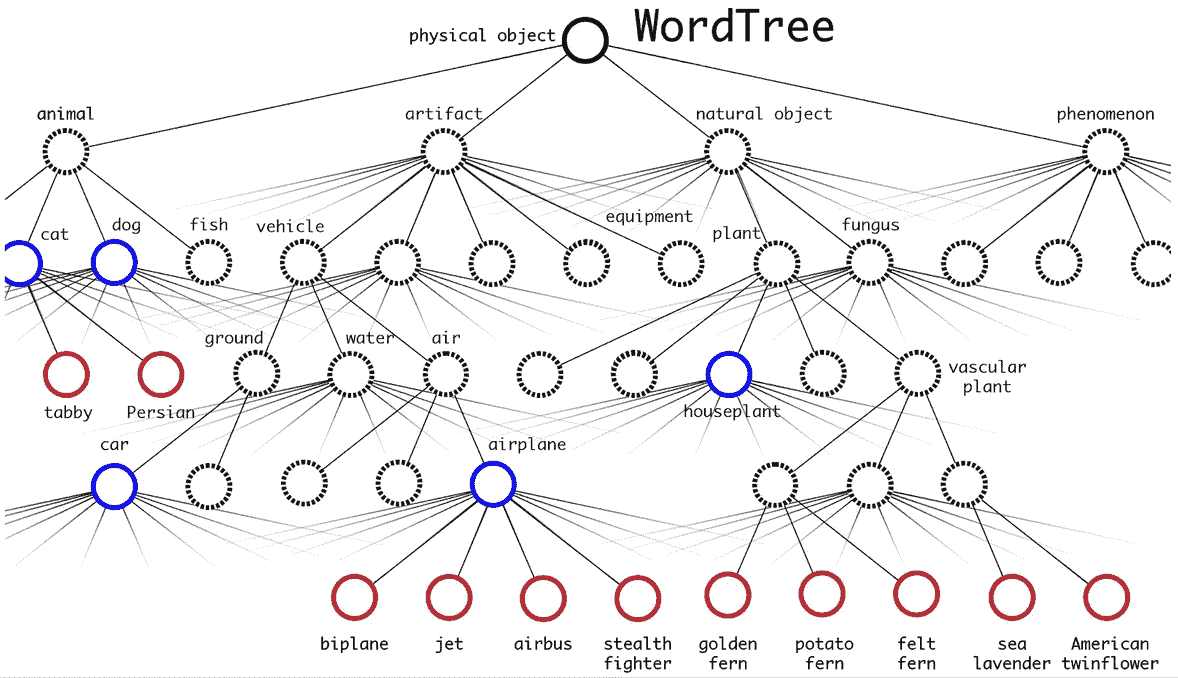 WordTree
physical object
animal
artifact
natural object
phenomenon
cat
dog
fish
vehicle
equipment
plant
fungus
ground
water
air
vascular
plant
tabby
Persian
houseplant
car
airplane
biplane
jet
airbus
stealth
fighter
golden
fern
potato
fern
felt
fern
sea
lavender
American
twinflower